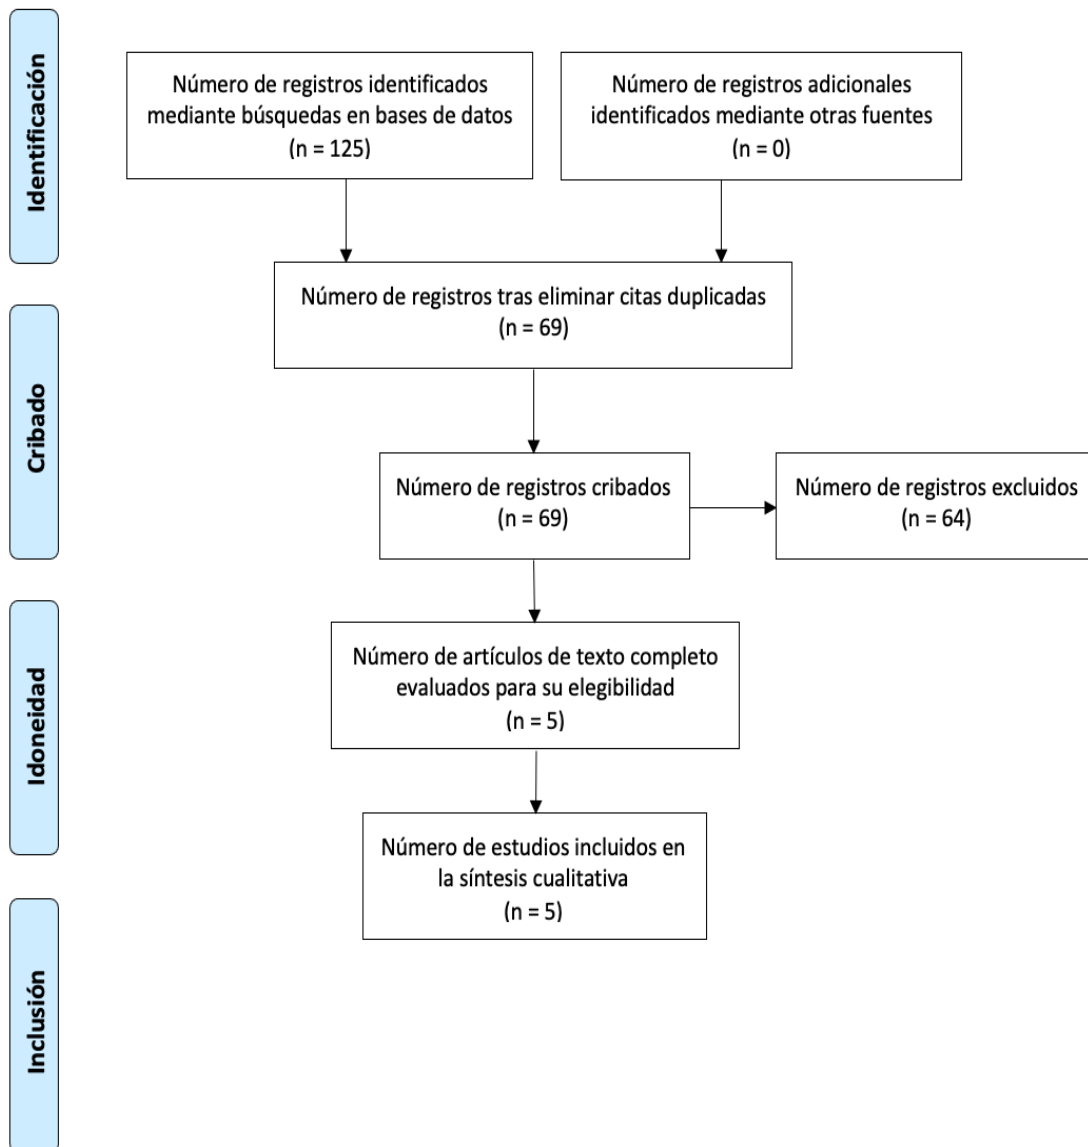 Identificación
Número de registros identificados
mediante búsquedas en bases de datos
(n = 125)
Número de registros adicionales
identificados mediante otras fuentes
(n = 0)
Número de registros tras eliminar citas duplicadas
(n = 69)
Cribado
Número de registros cribados
(n = 69)
Número de registros excluidos
(n = 64)
Idoneidad
Número de artículos de texto completo
evaluados para su elegibilidad
(n = 5)
Número de estudios incluidos en
la síntesis cualitativa
(n = 5)
Inclusión